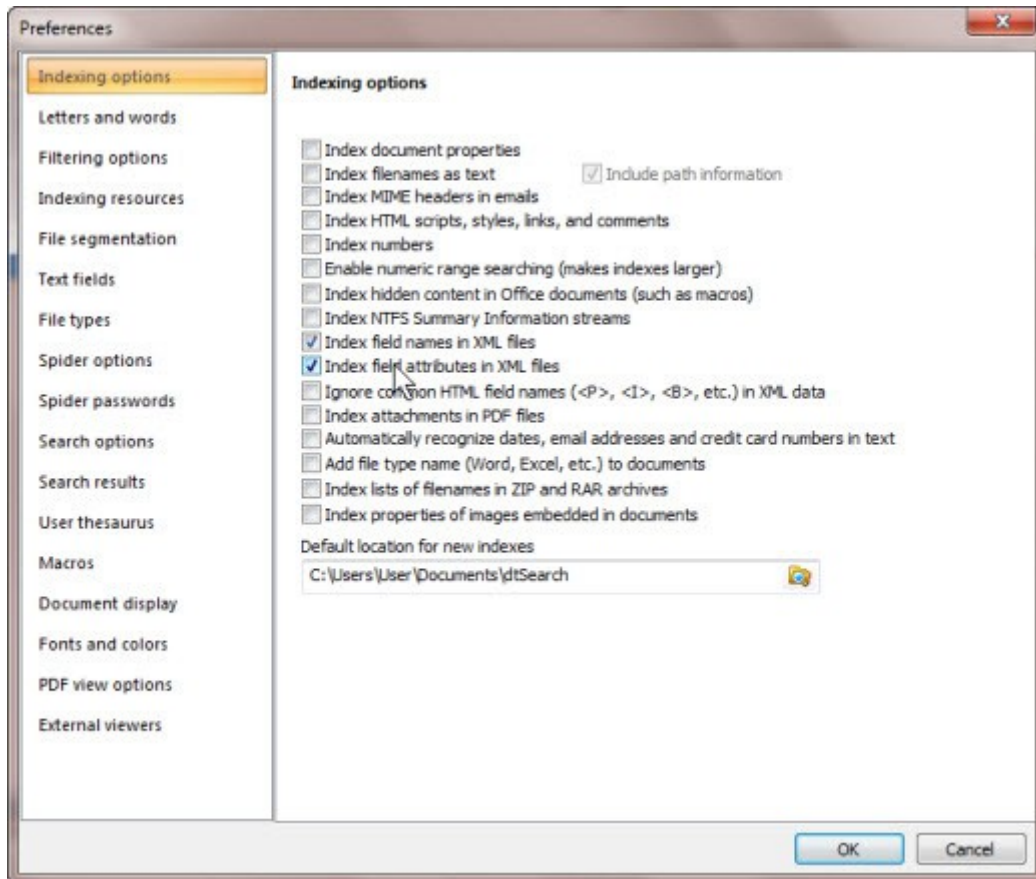 Preferences
Indexing options
Letters and words
Filtering options
Indexing resources
File segmentation
Text fields
File types
Spider options
Spider passwords
Search options
Search results
User thesaurus
Macros
Document display
Fonts and colors
PDF view options
External viewers
Indexing options
Index document properties
Index filenames as text Include path information
Index MIME headers in emails
Index HTML scripts, styles, links, and comments
Index numbers
Enable numeric range searching (makes indexes larger)
Index hidden content in Office documents (such as macros)
Index NTFS Summary Information streams
Index field names in XML files
Index field attributes in XML files
Ignore common HTML field names (<P>, <I>, <B>, etc.) in XML data
Index attachments in PDF files
Automatically recognize dates, email addresses and credit card numbers in text
Add file type name (Word, Excel, etc.) to documents
Index lists of filenames in ZIP and RAR archives
Index properties of images embedded in documents
Default location for new indexes
C:\Users\User\Documents\dtSearch
OK Cancel